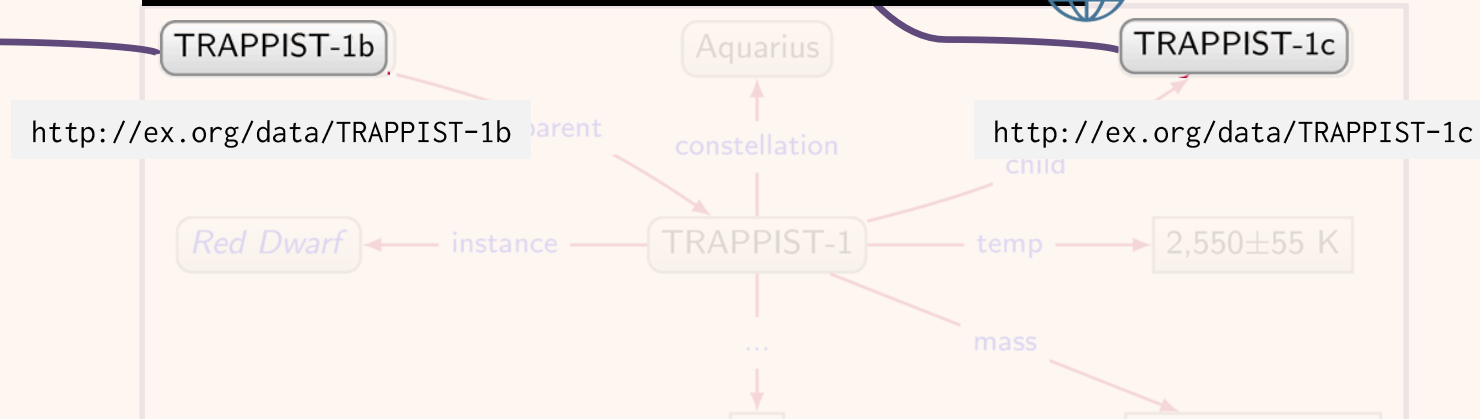 TRAPPIST-1b
Aquarius
TRAPPIST-1c
http://ex.org/data/TRAPPIST-1b
parent
constellation
http://ex.org/data/TRAPPIST-1c
child
Red Dwarf
instance
TRAPPIST-1
temp
2,550±55 K
...
mass